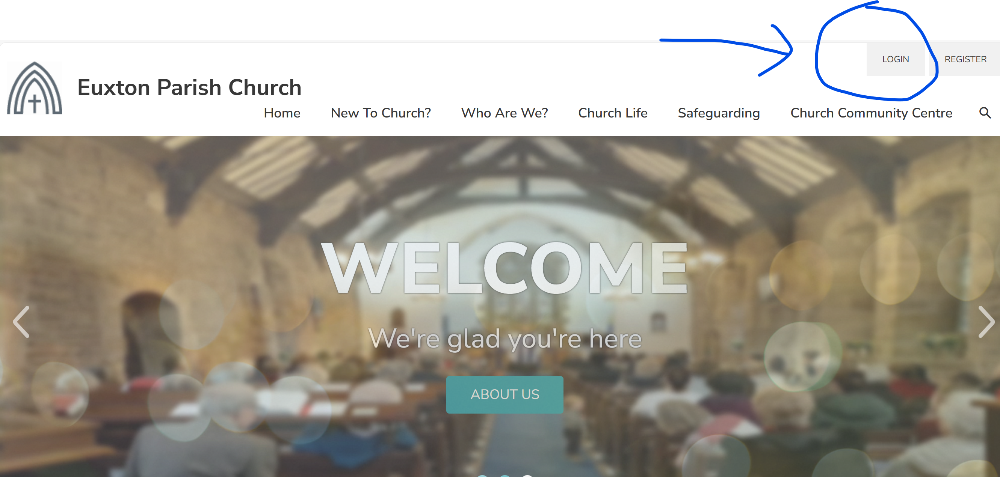 LOGIN REGISTER
Euxton Parish Church
Home New To Church? Who Are We? Church Life Safeguarding Church Community Centre
WELCOME
We're glad you're here
ABOUT US